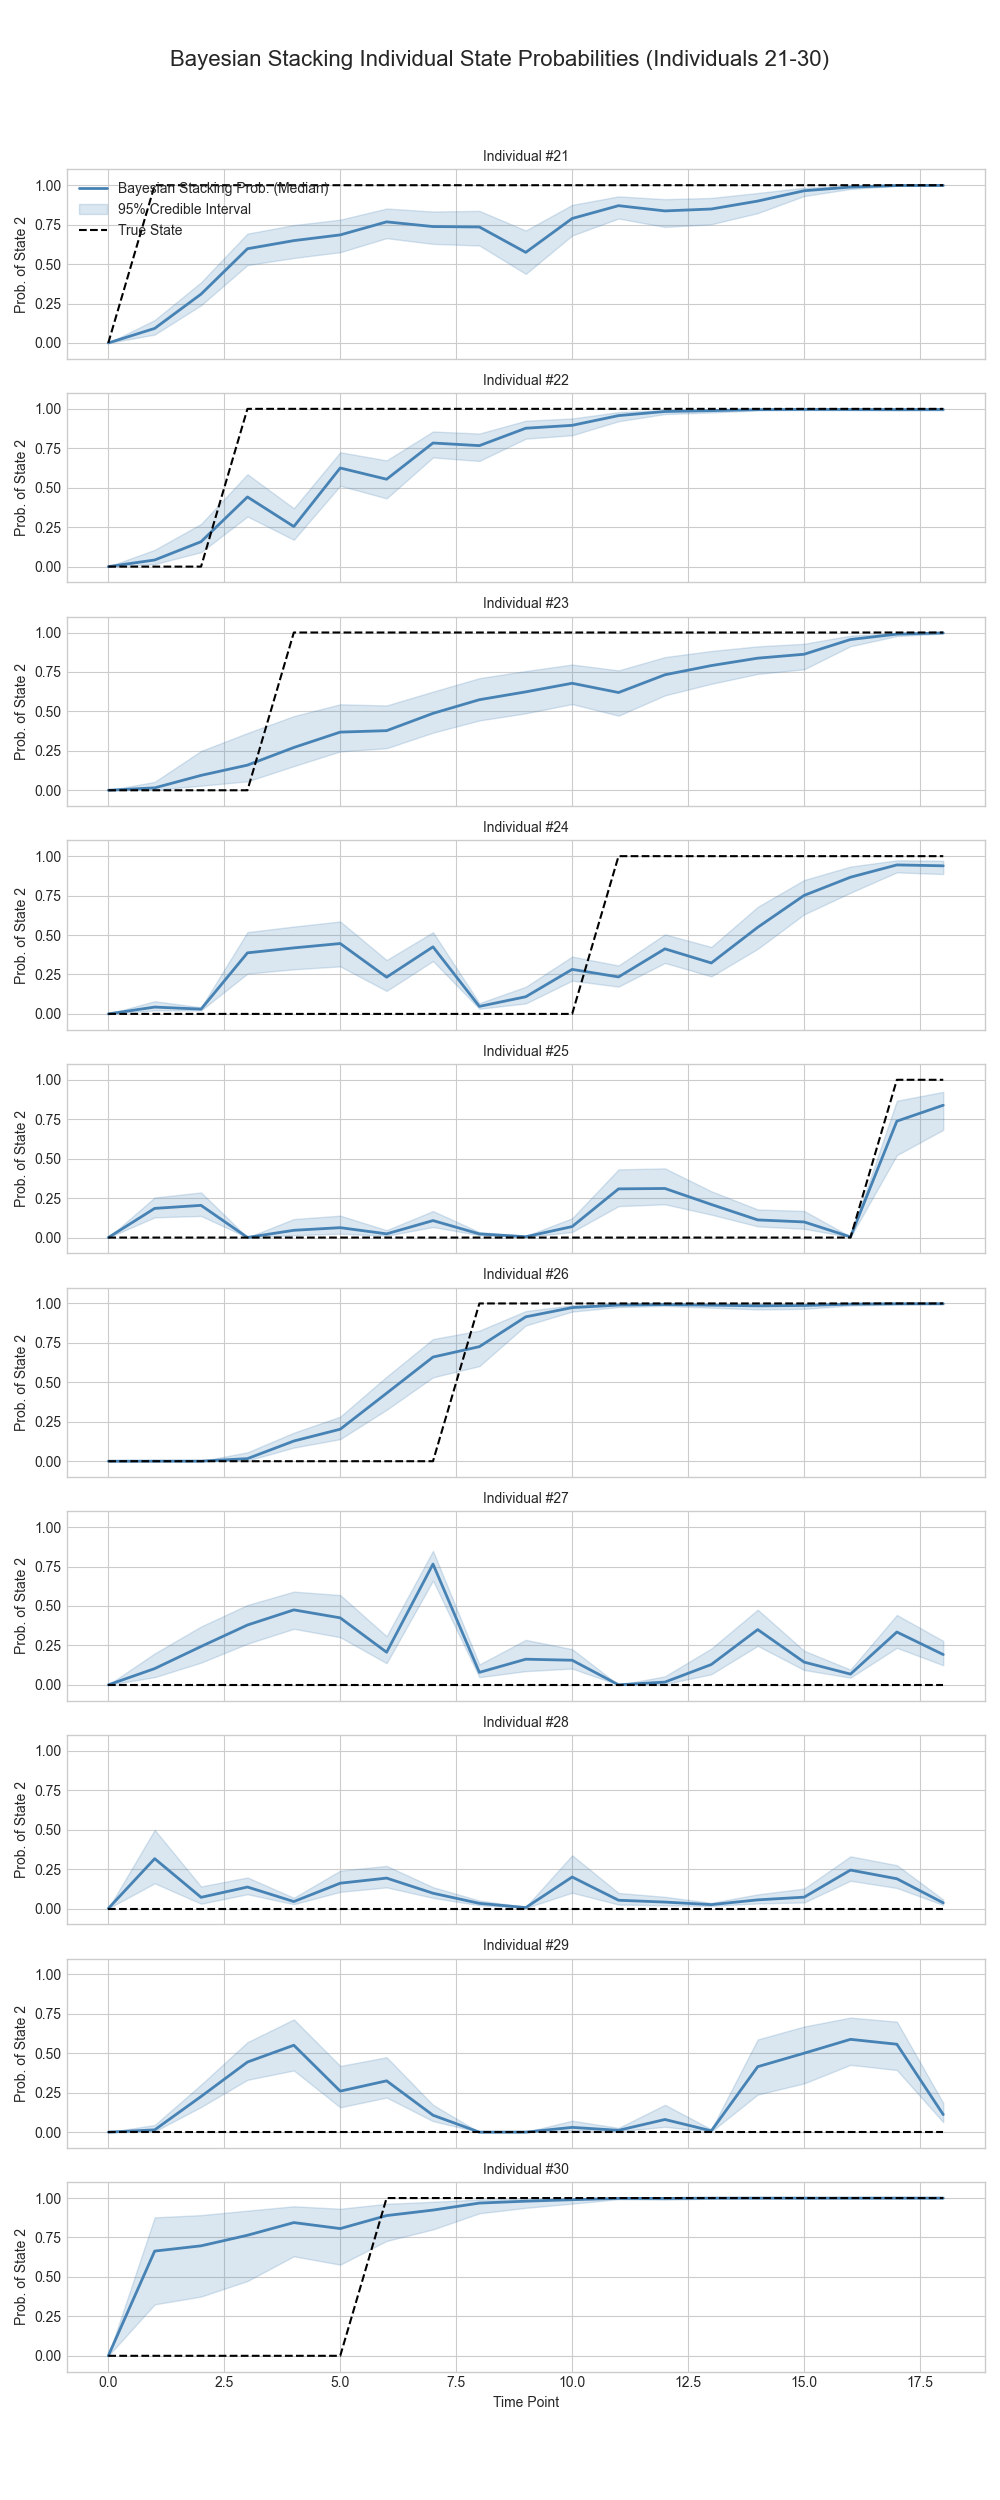 Bayesian Stacking Individual State Probabilities (Individuals 21-30)
Individual #21
Bayesian Stacking Prob. (Median)
95% Credible Interval
True State
Prob. of State 2
1.00
0.75
0.50
0.25
0.00
Individual #22
Prob. of State 2
1.00
0.75
0.50
0.25
0.00
Individual #23
Prob. of State 2
1.00
0.75
0.50
0.25
0.00
Individual #24
Prob. of State 2
1.00
0.75
0.50
0.25
0.00
Individual #25
Prob. of State 2
1.00
0.75
0.50
0.25
0.00
Individual #26
Prob. of State 2
1.00
0.75
0.50
0.25
0.00
Individual #27
Prob. of State 2
1.00
0.75
0.50
0.25
0.00
Individual #28
Prob. of State 2
1.00
0.75
0.50
0.25
0.00
Individual #29
Prob. of State 2
1.00
0.75
0.50
0.25
0.00
Individual #30
Prob. of State 2
1.00
0.75
0.50
0.25
0.00
0.0 2.5 5.0 7.5 10.0 12.5 15.0 17.5
Time Point